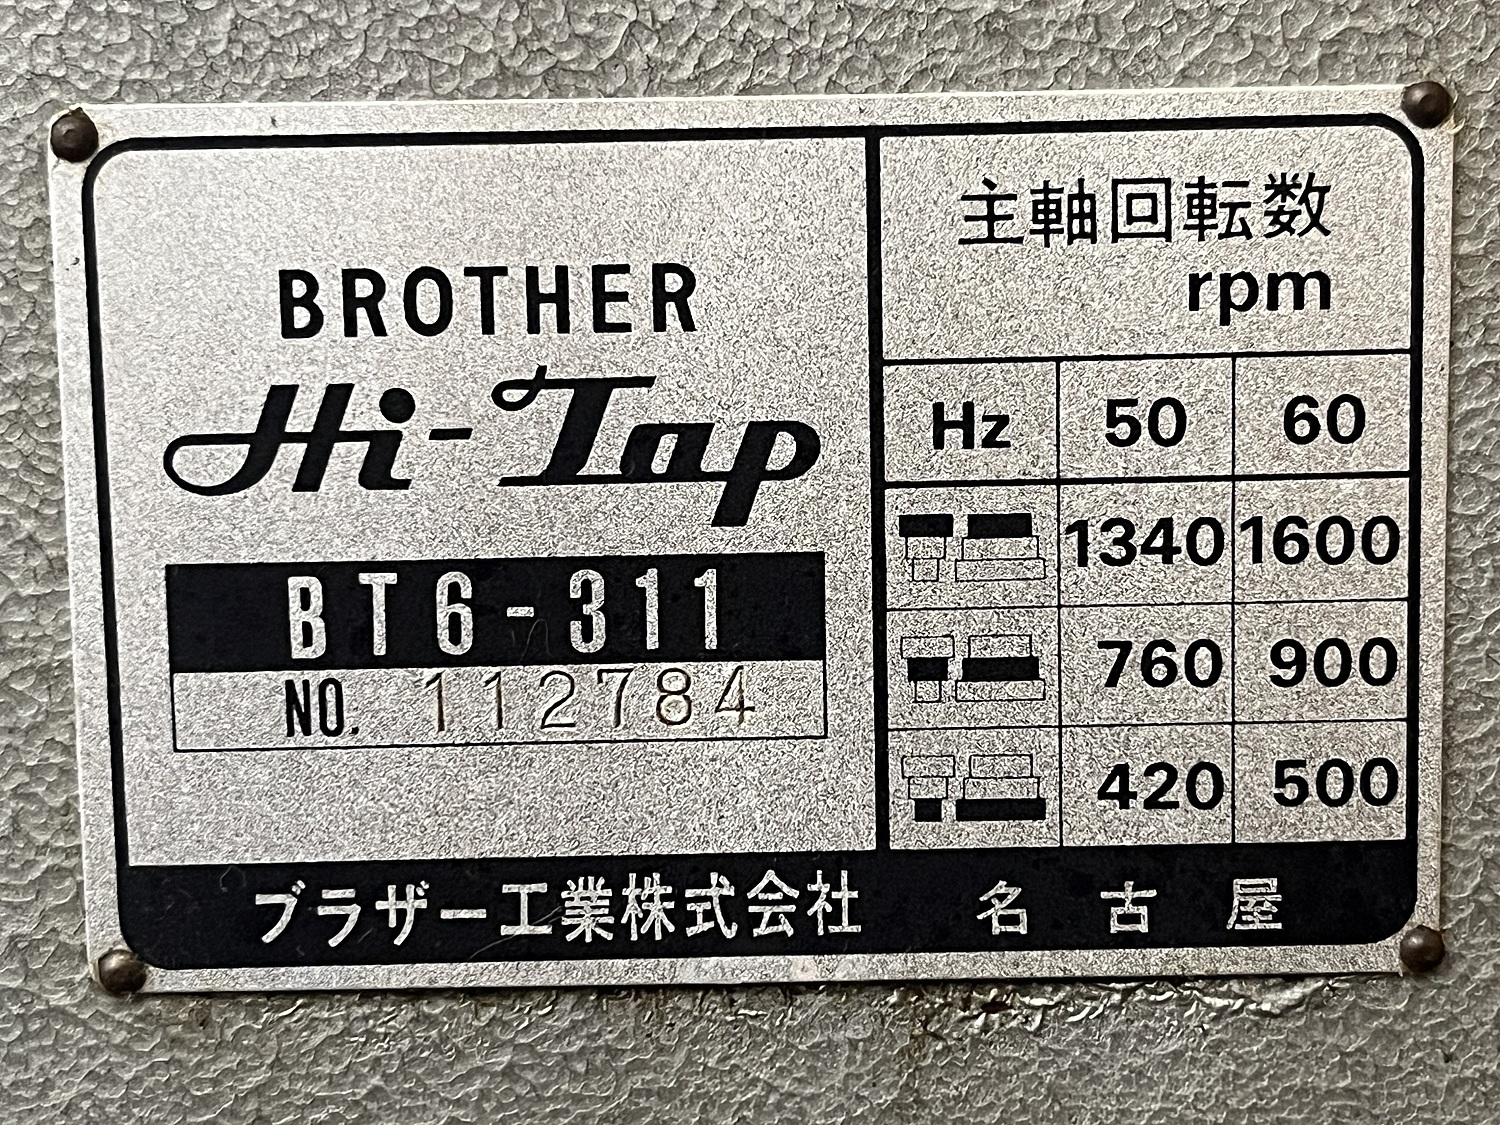 BROTHER
Hi-Tap
BT6-311
NO. 112784
主軸回転数
rpm
Hz 50 60
1340 1600
760 900
420 500
ブラザー工業株式会社 名古屋